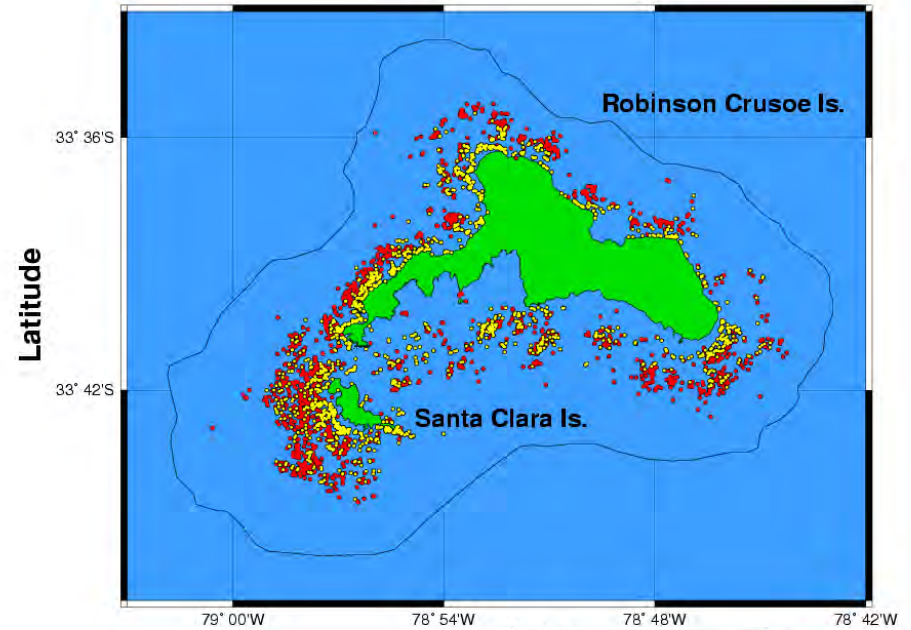 Robinson Crusoe Is.
33° 36'S
Latitude
33° 42'S
Santa Clara Is.
79° 00'W 78° 54'W 78° 48'W 78° 42'W